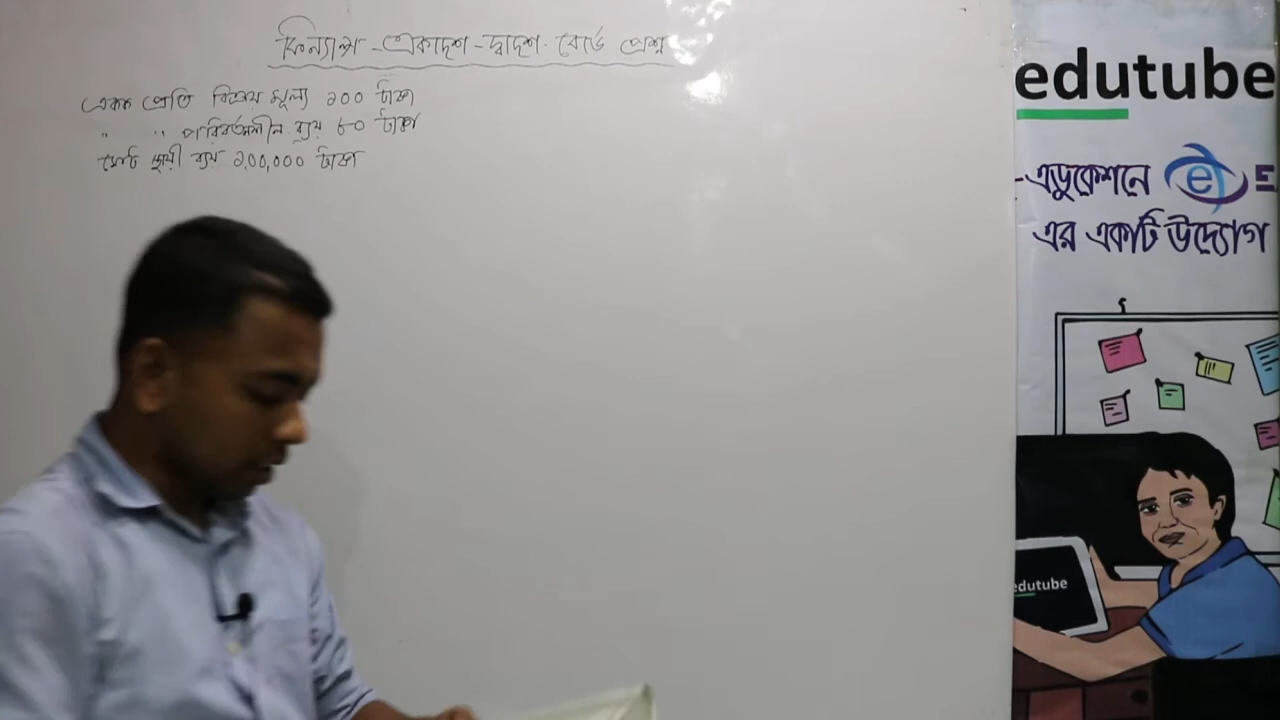 ফিন্যান্স -একাদশ -দ্বাদশ. বোর্ড প্রশ্ন
একক প্রতি বিক্রয় মূল্য ১০০ টাকা
" " পরিবর্তনশীল ব্যয় ৮০ টাকা
মোট স্থায়ী ব্যয় ২,০০,০০০ টাকা
edutube
-এডুকেশনে e E
এর একটি উদ্যোগ
edutube